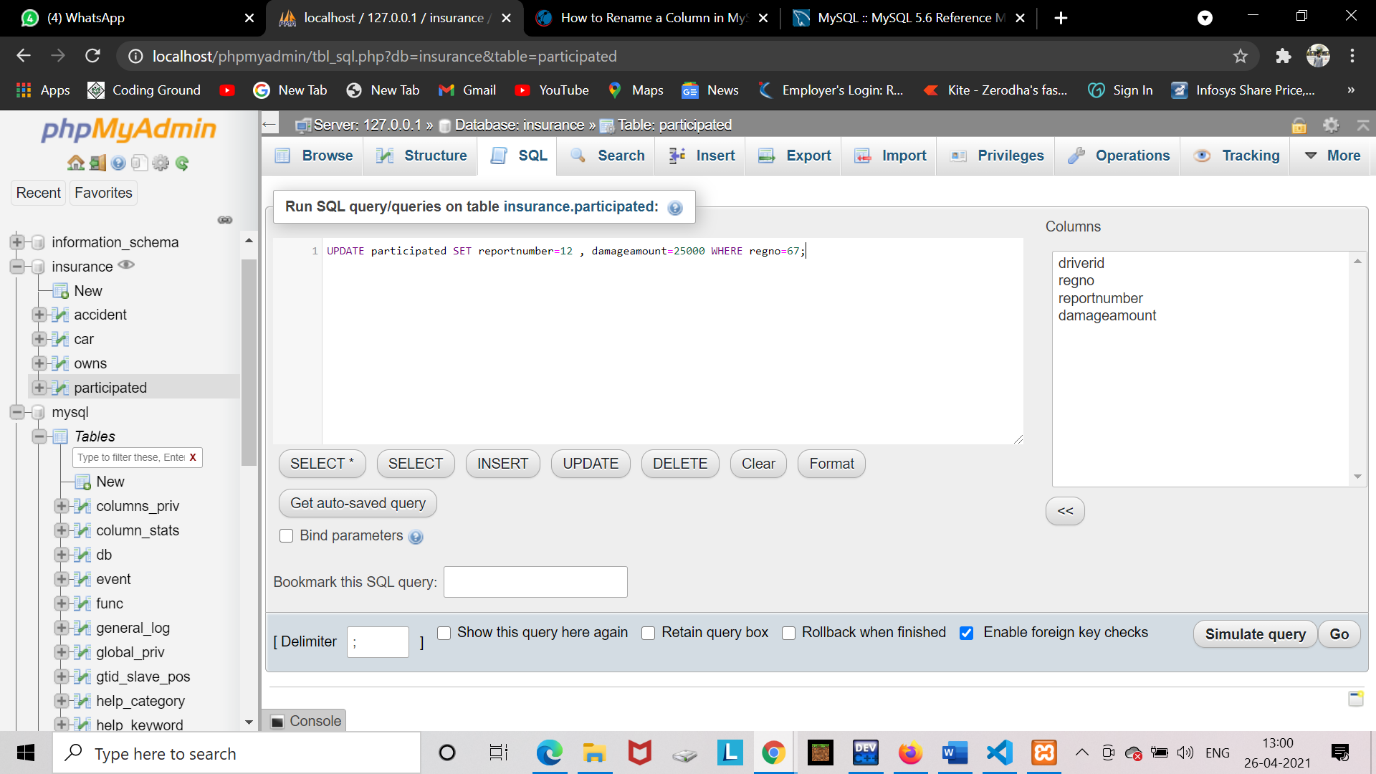 (4) WhatsApp
localhost / 127.0.0.1 / insurance /
How to Rename a Column in My
MySQL :: MySQL 5.6 Reference M
localhost/phpmyadmin/tbl_sql.php?db=insurance&table=participated
Apps
Coding Ground
New Tab
New Tab
Gmail
YouTube
Maps
News
Employer's Login: R...
Kite - Zerodha's fas...
Sign In
Infosys Share Price,...
»
phpMyAdmin
Recent
Favorites
information_schema
insurance
New
accident
car
owns
participated
mysql
Tables
Type to filter these, Ente X
New
columns_priv
column_stats
db
event
func
general_log
global_priv
gtid_slave_pos
help_category
help_keyword
Server: 127.0.0.1 » Database: insurance » Table: participated
Browse
Structure
SQL
Search
Insert
Export
Import
Privileges
Operations
Tracking
More
Run SQL query/queries on table insurance.participated:
1 UPDATE participated SET reportnumber=12 , damageamount=25000 WHERE regno=67;
Columns
driverid
regno
reportnumber
damageamount
<<
SELECT *
SELECT
INSERT
UPDATE
DELETE
Clear
Format
Get auto-saved query
Bind parameters
Bookmark this SQL query:
[ Delimiter ; ]
Show this query here again
Retain query box
Rollback when finished
Enable foreign key checks
Simulate query
Go
Console
Type here to search
ENG
13:00
26-04-2021